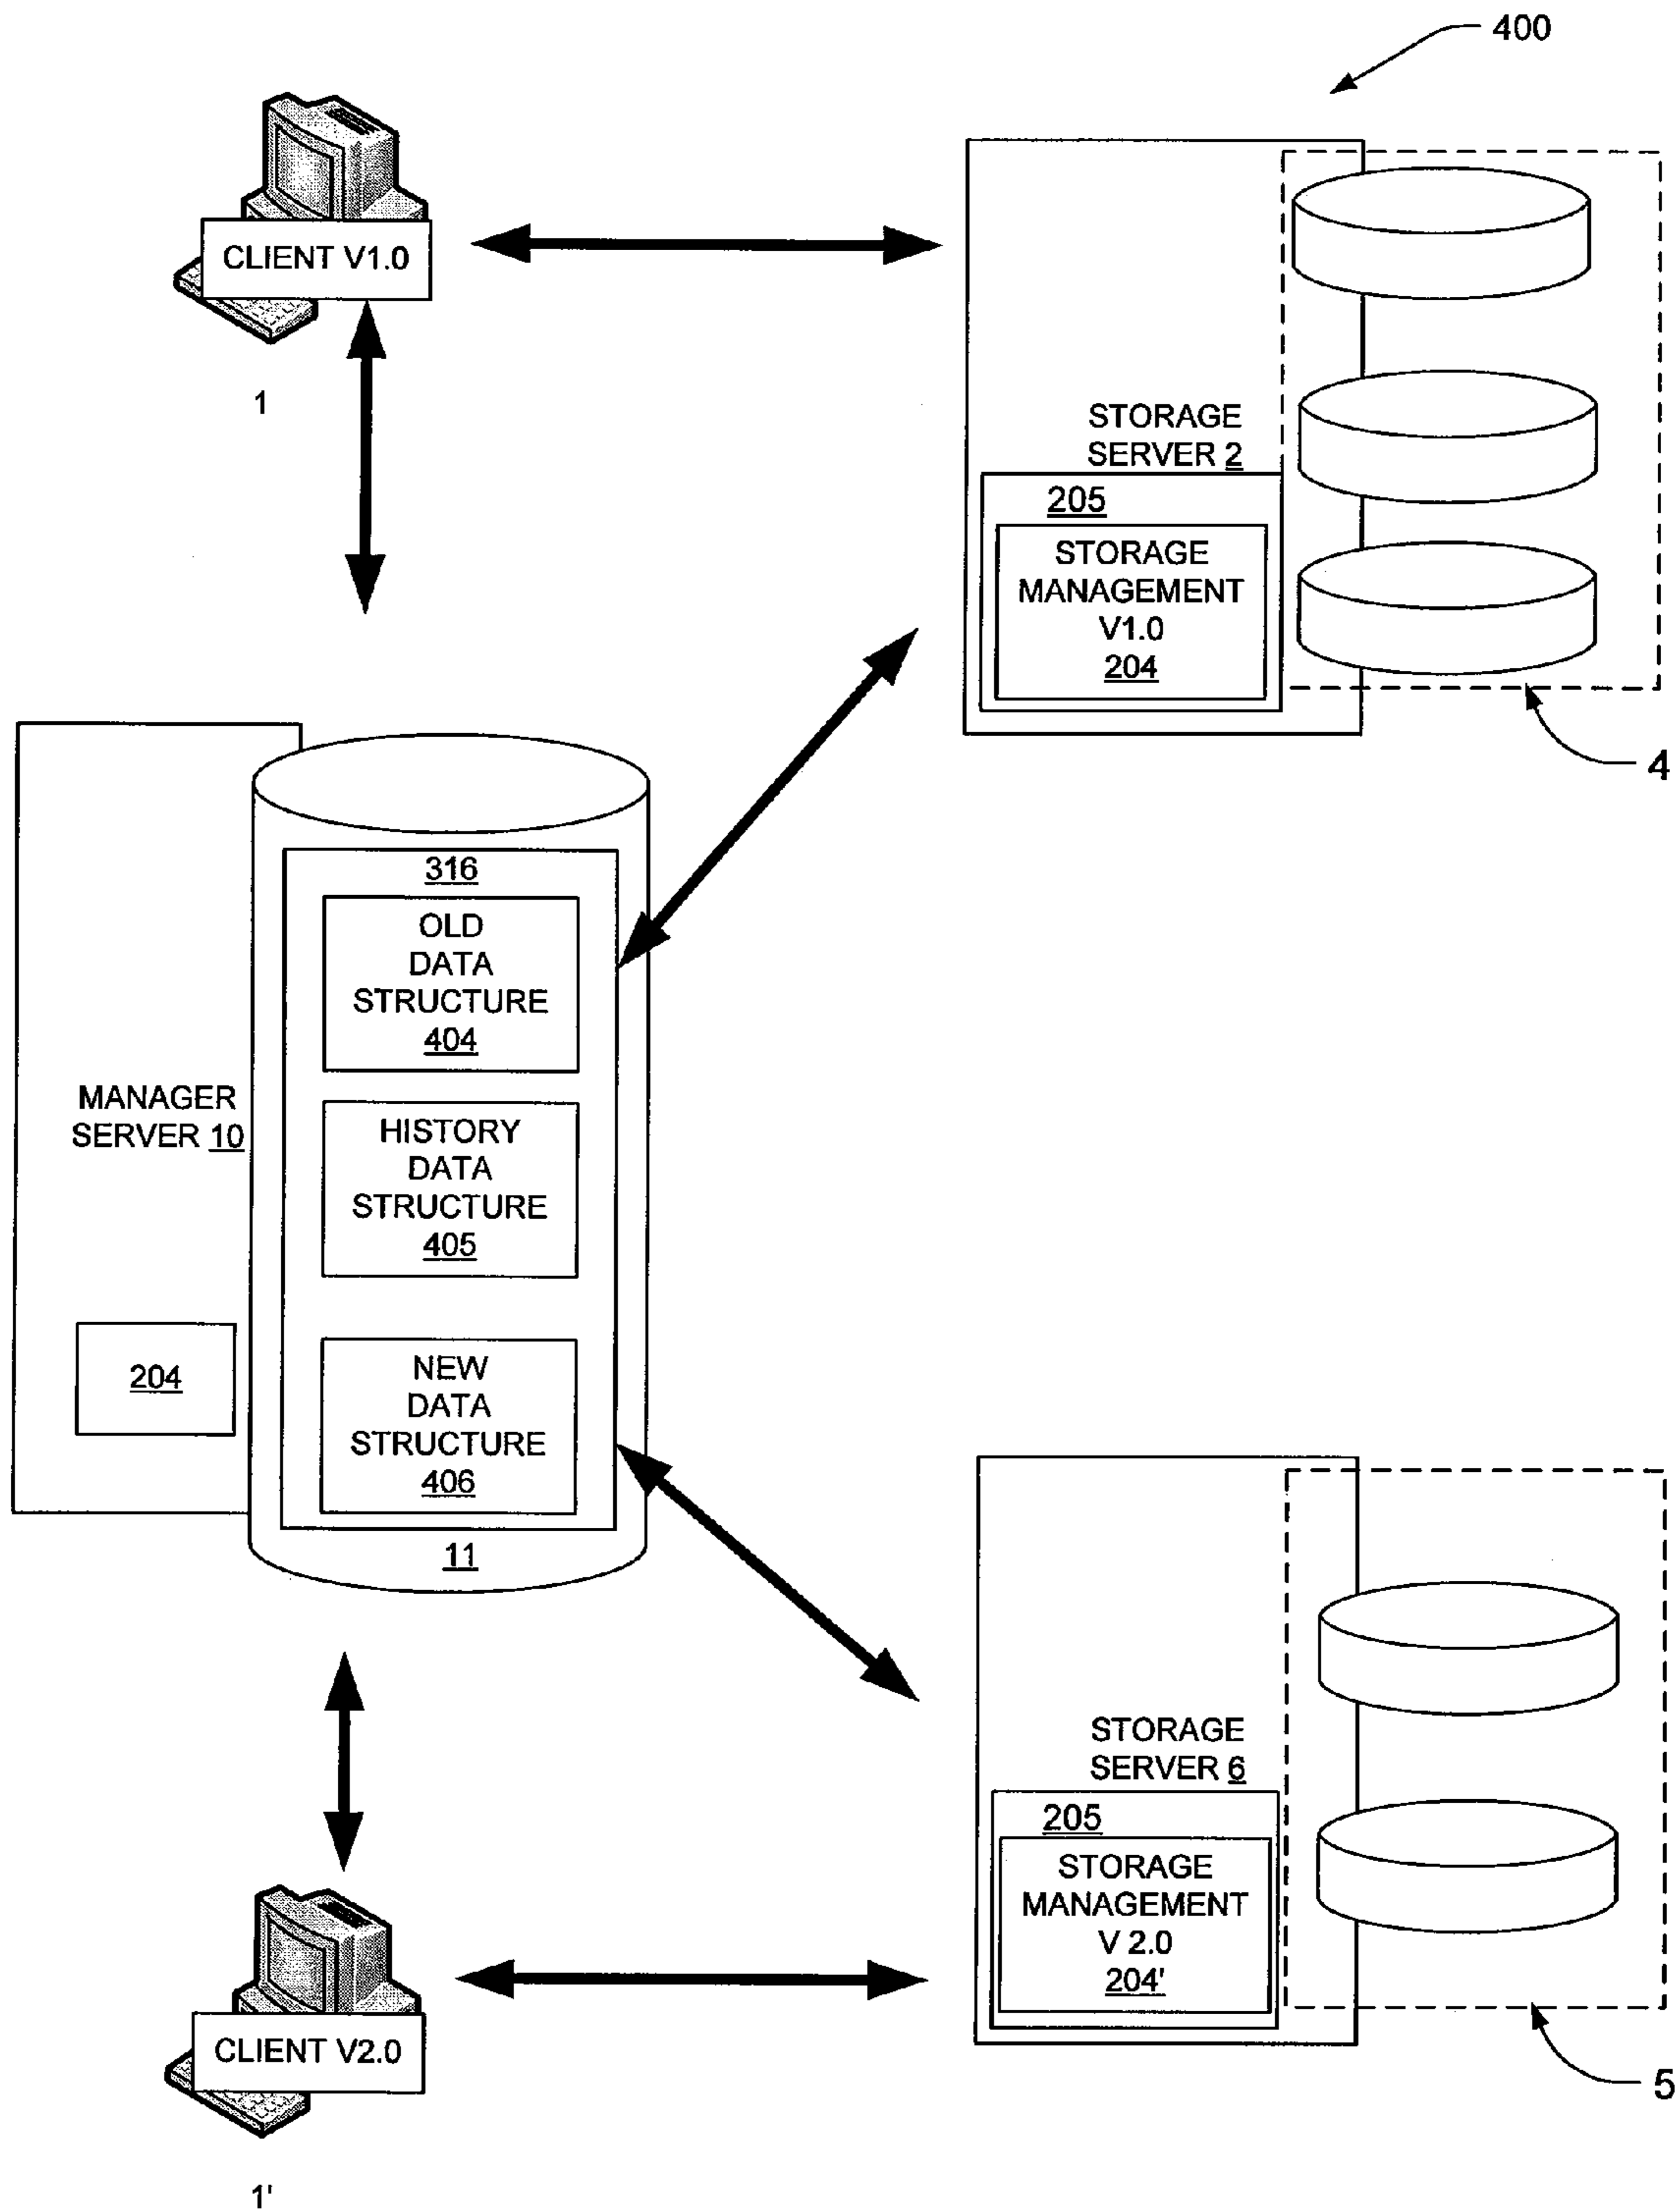 400
CLIENT V1.0
1
STORAGE
SERVER 2
205
STORAGE
MANAGEMENT
V1.0
204
4
316
OLD
DATA
STRUCTURE
404
MANAGER
SERVER 10
HISTORY
DATA
STRUCTURE
405
204
NEW
DATA
STRUCTURE
406
11
STORAGE
SERVER 6
205
STORAGE
MANAGEMENT
V 2.0
204'
5
CLIENT V2.0
1'